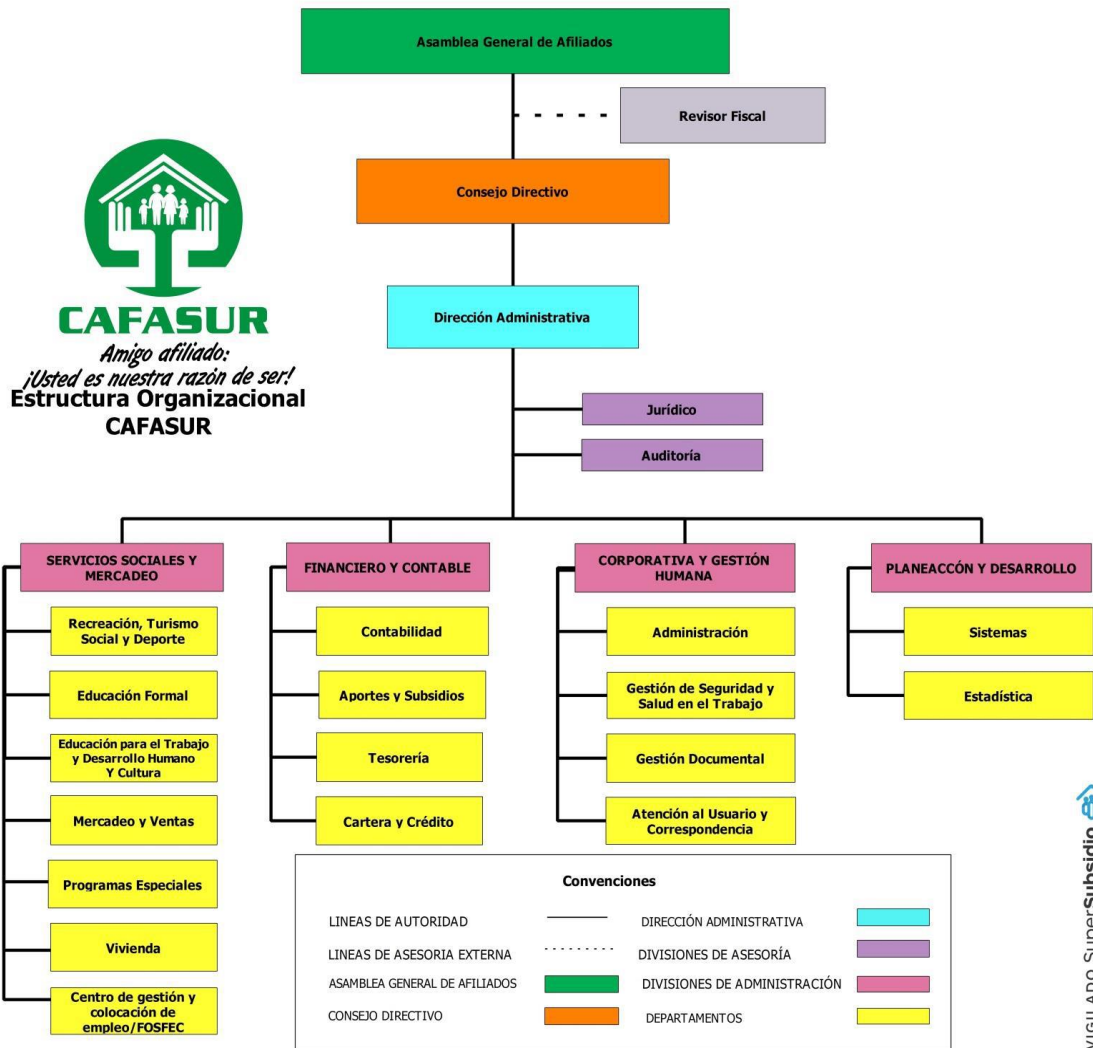 Asamblea General de Afiliados
Revisor Fiscal
Consejo Directivo
CAFASUR
Amigo afiliado:
¡Usted es nuestra razón de ser!
Estructura Organizacional
CAFASUR
Dirección Administrativa
Jurídico
Auditoría
SERVICIOS SOCIALES Y
MERCADEO
Recreación, Turismo
Social y Deporte
Educación Formal
Educación para el Trabajo
y Desarrollo Humano
Y Cultura
Mercadeo y Ventas
Programas Especiales
Vivienda
Centro de gestión y
colocación de
empleo/FOSFEC
FINANCIERO Y CONTABLE
Contabilidad
Aportes y Subsidios
Tesorería
Cartera y Crédito
CORPORATIVA Y GESTIÓN
HUMANA
Administración
Gestión de Seguridad y
Salud en el Trabajo
Gestión Documental
Atención al Usuario y
Correspondencia
PLANEACCÓN Y DESARROLLO
Sistemas
Estadística
Convenciones
LINEAS DE AUTORIDAD
LINEAS DE ASESORIA EXTERNA
ASAMBLEA GENERAL DE AFILIADOS
CONSEJO DIRECTIVO
DIRECCIÓN ADMINISTRATIVA
DIVISIONES DE ASESORÍA
DIVISIONES DE ADMINISTRACIÓN
DEPARTAMENTOS
VIGILADO SuperSubsidio